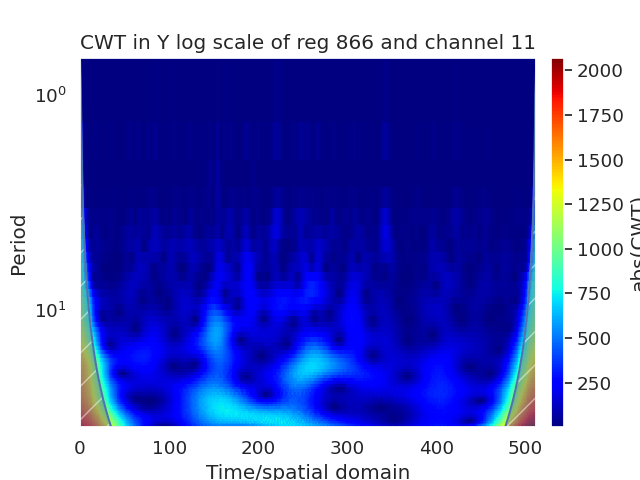 CWT in Y log scale of reg 866 and channel 11
Period
10⁰
10¹
0 100 200 300 400 500
Time/spatial domain
2000
1750
1500
1250
1000
750
500
250
abs(CWT)